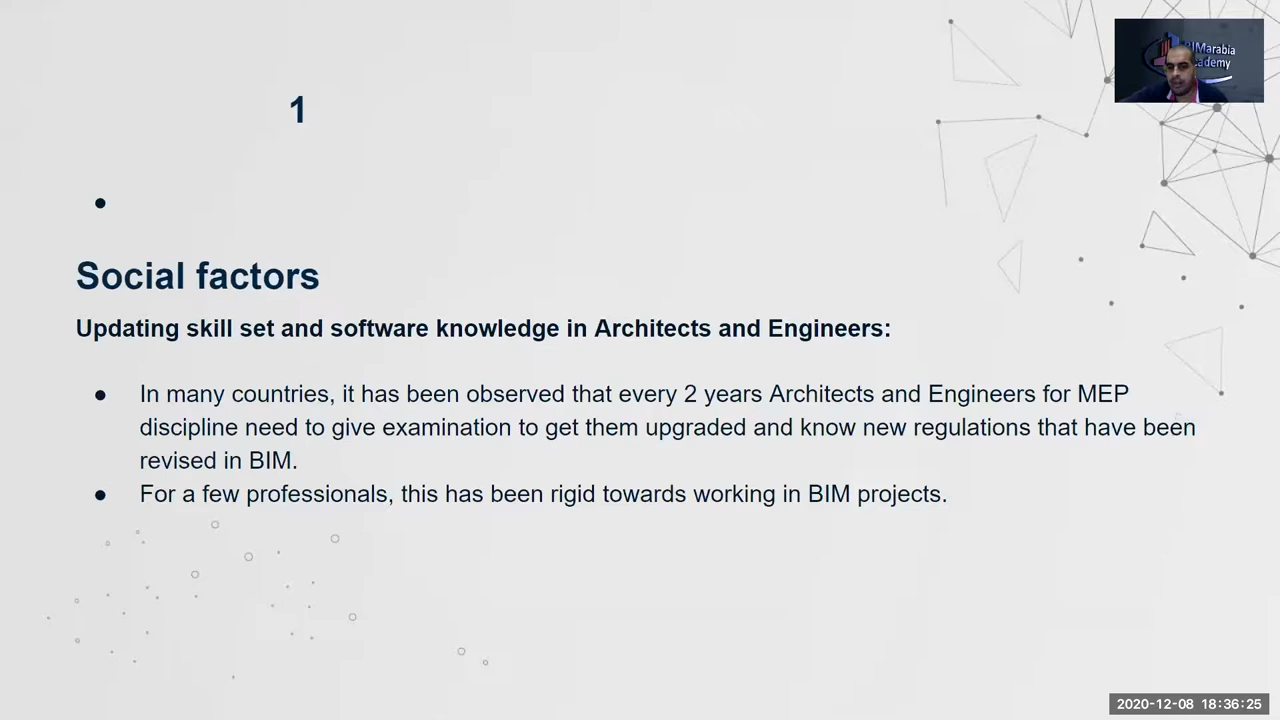 BIMarabia
Academy
1
•
Social factors
Updating skill set and software knowledge in Architects and Engineers:
● In many countries, it has been observed that every 2 years Architects and Engineers for MEP
discipline need to give examination to get them upgraded and know new regulations that have been
revised in BIM.
● For a few professionals, this has been rigid towards working in BIM projects.
2020-12-08 18:36:25